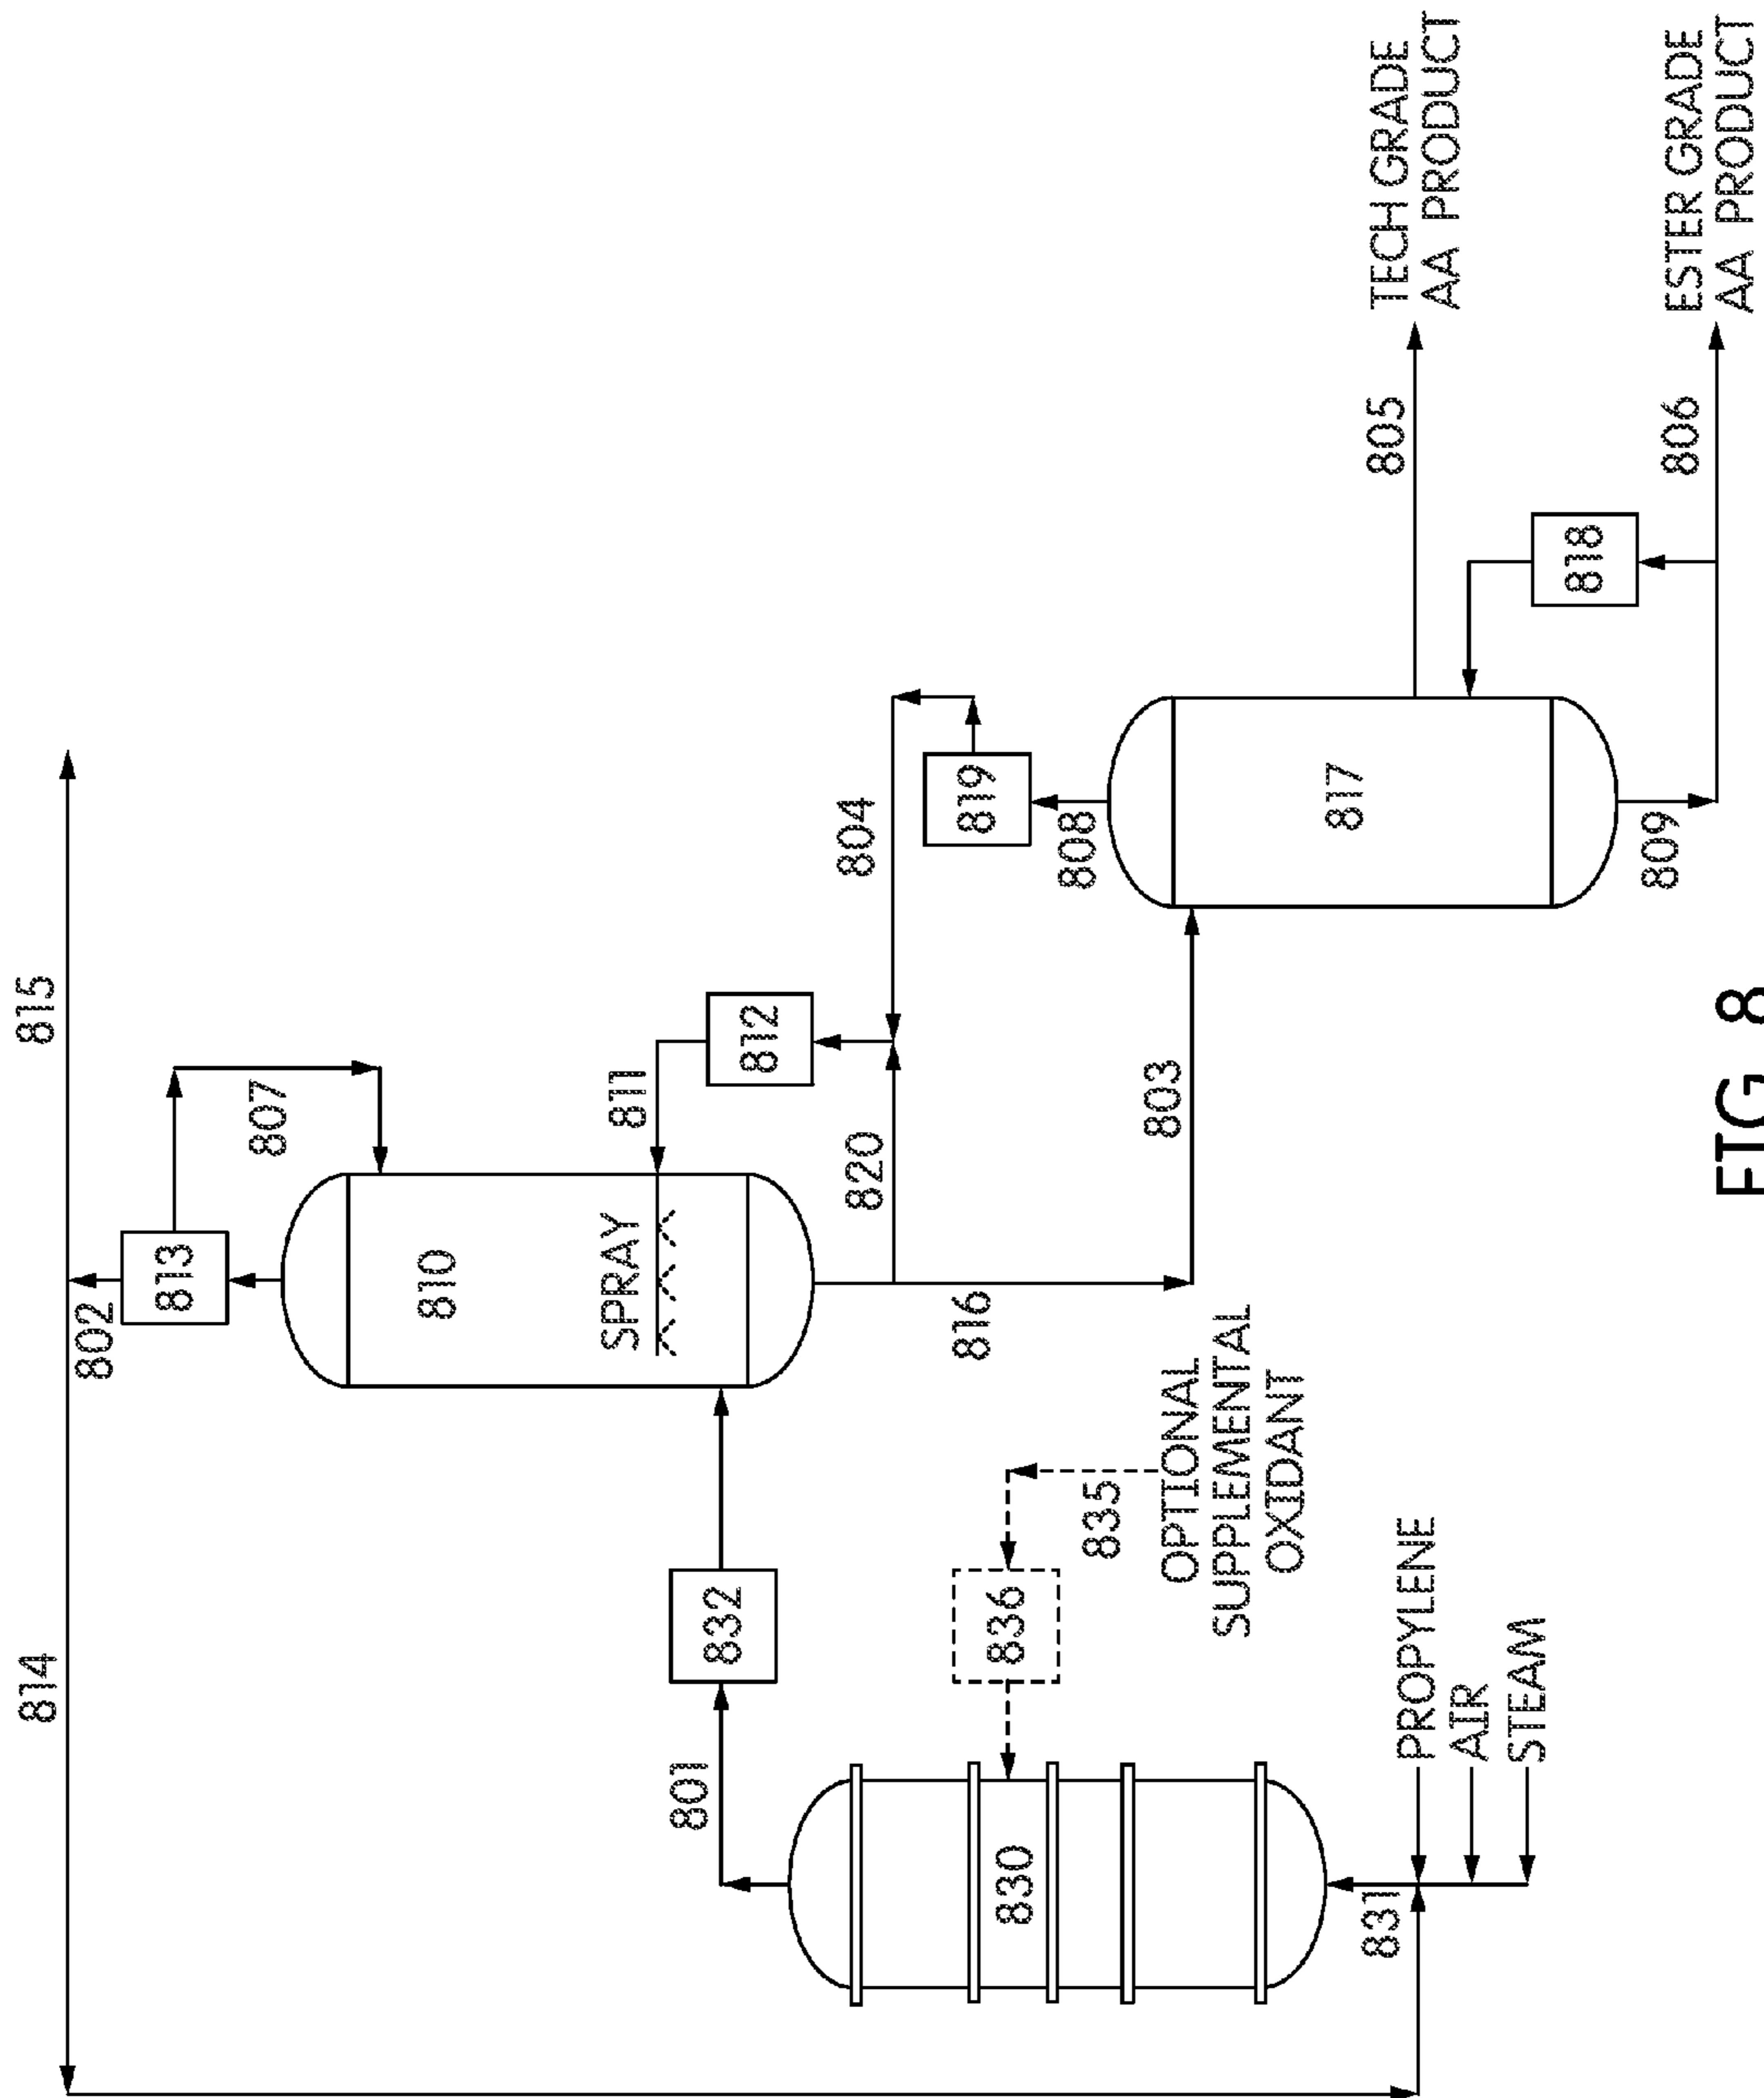 815
814
802
813
807
810
SPRAY
811
812
820
816
803
804
819
808
817
809
818
805
TECH GRADE
AA PRODUCT
806
ESTER GRADE
AA PRODUCT
801
832
836
835
OPTIONAL
SUPPLEMENTAL
OXIDANT
830
831
PROPYLENE
AIR
STEAM
FIG. 8